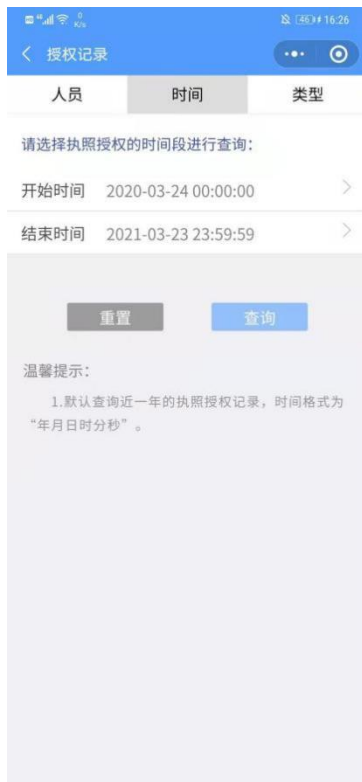 46 16:26
授权记录
人员 时间 类型
请选择执照授权的时间段进行查询：
开始时间 2020-03-24 00:00:00
结束时间 2021-03-23 23:59:59
重置 查询
温馨提示：
1.默认查询近一年的执照授权记录，时间格式为
“年月日时分秒”。